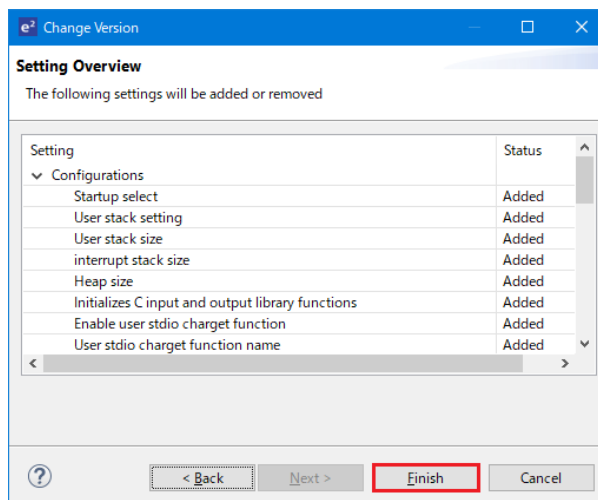 e² Change Version
Setting Overview
The following settings will be added or removed
Setting Status
Configurations
Startup select Added
User stack setting Added
User stack size Added
interrupt stack size Added
Heap size Added
Initializes C input and output library functions Added
Enable user stdio charget function Added
User stdio charget function name Added
?
< Back Next > Finish Cancel